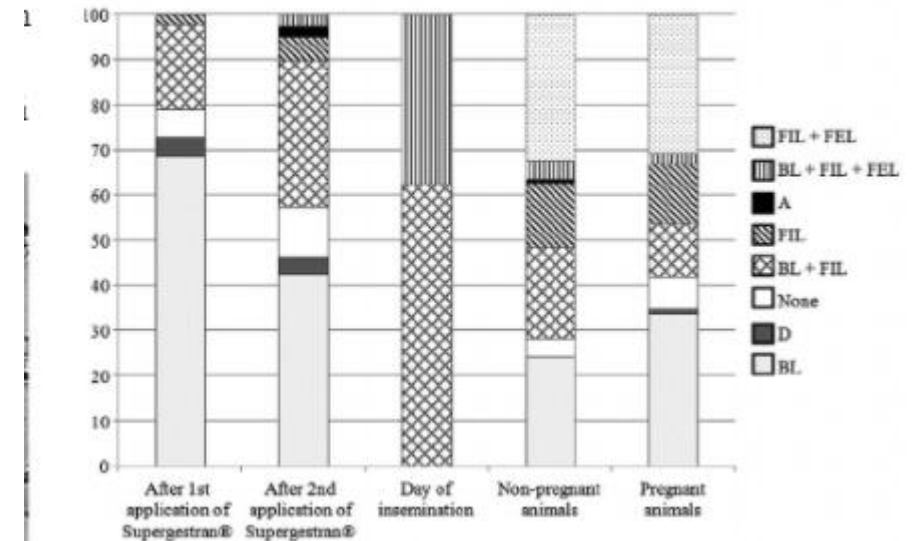 100
90
80
70
60
50
40
30
20
10
0
After 1st
application of
Supergestran®
After 2nd
application of
Supergestran®
Day of
insemination
Non-pregnant
animals
Pregnant
animals
FIL + FEL
BL + FIL + FEL
A
FIL
BL + FIL
None
D
BL